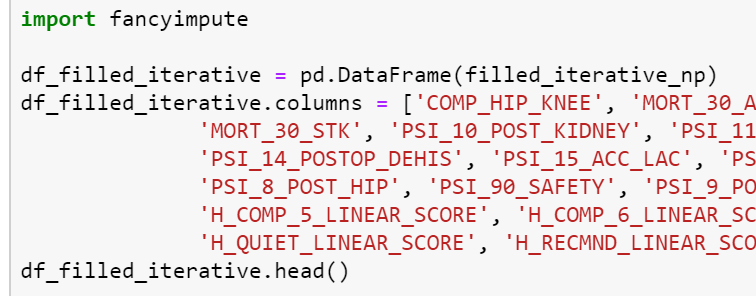 import fancyimpute
df_filled_iterative = pd.DataFrame(filled_iterative_np)
df_filled_iterative.columns = ['COMP_HIP_KNEE', 'MORT_30_A
'MORT_30_STK', 'PSI_10_POST_KIDNEY', 'PSI_11
'PSI_14_POSTOP_DEHIS', 'PSI_15_ACC_LAC', 'PS
'PSI_8_POST_HIP', 'PSI_90_SAFETY', 'PSI_9_PO
'H_COMP_5_LINEAR_SCORE', 'H_COMP_6_LINEAR_SC
'H_QUIET_LINEAR_SCORE', 'H_RECMND_LINEAR_SCO
df_filled_iterative.head()